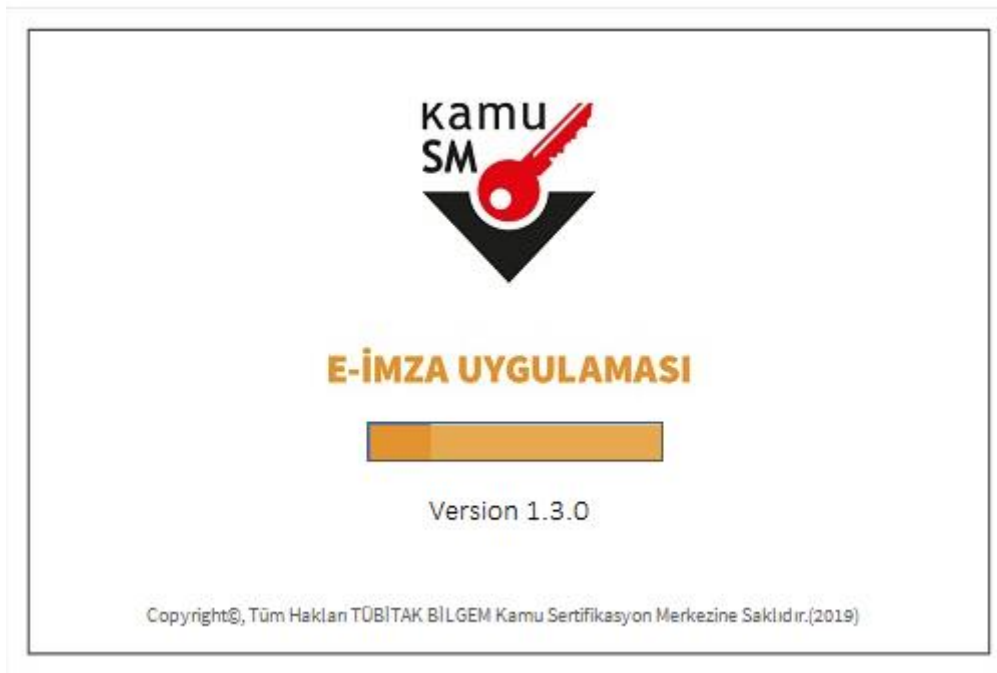 Kamu
SM
E-İMZA UYGULAMASI
Version 1.3.0
Copyright©, Tüm Hakları TÜBİTAK BİLGEM Kamu Sertifikasyon Merkezine Saklıdır.(2019)